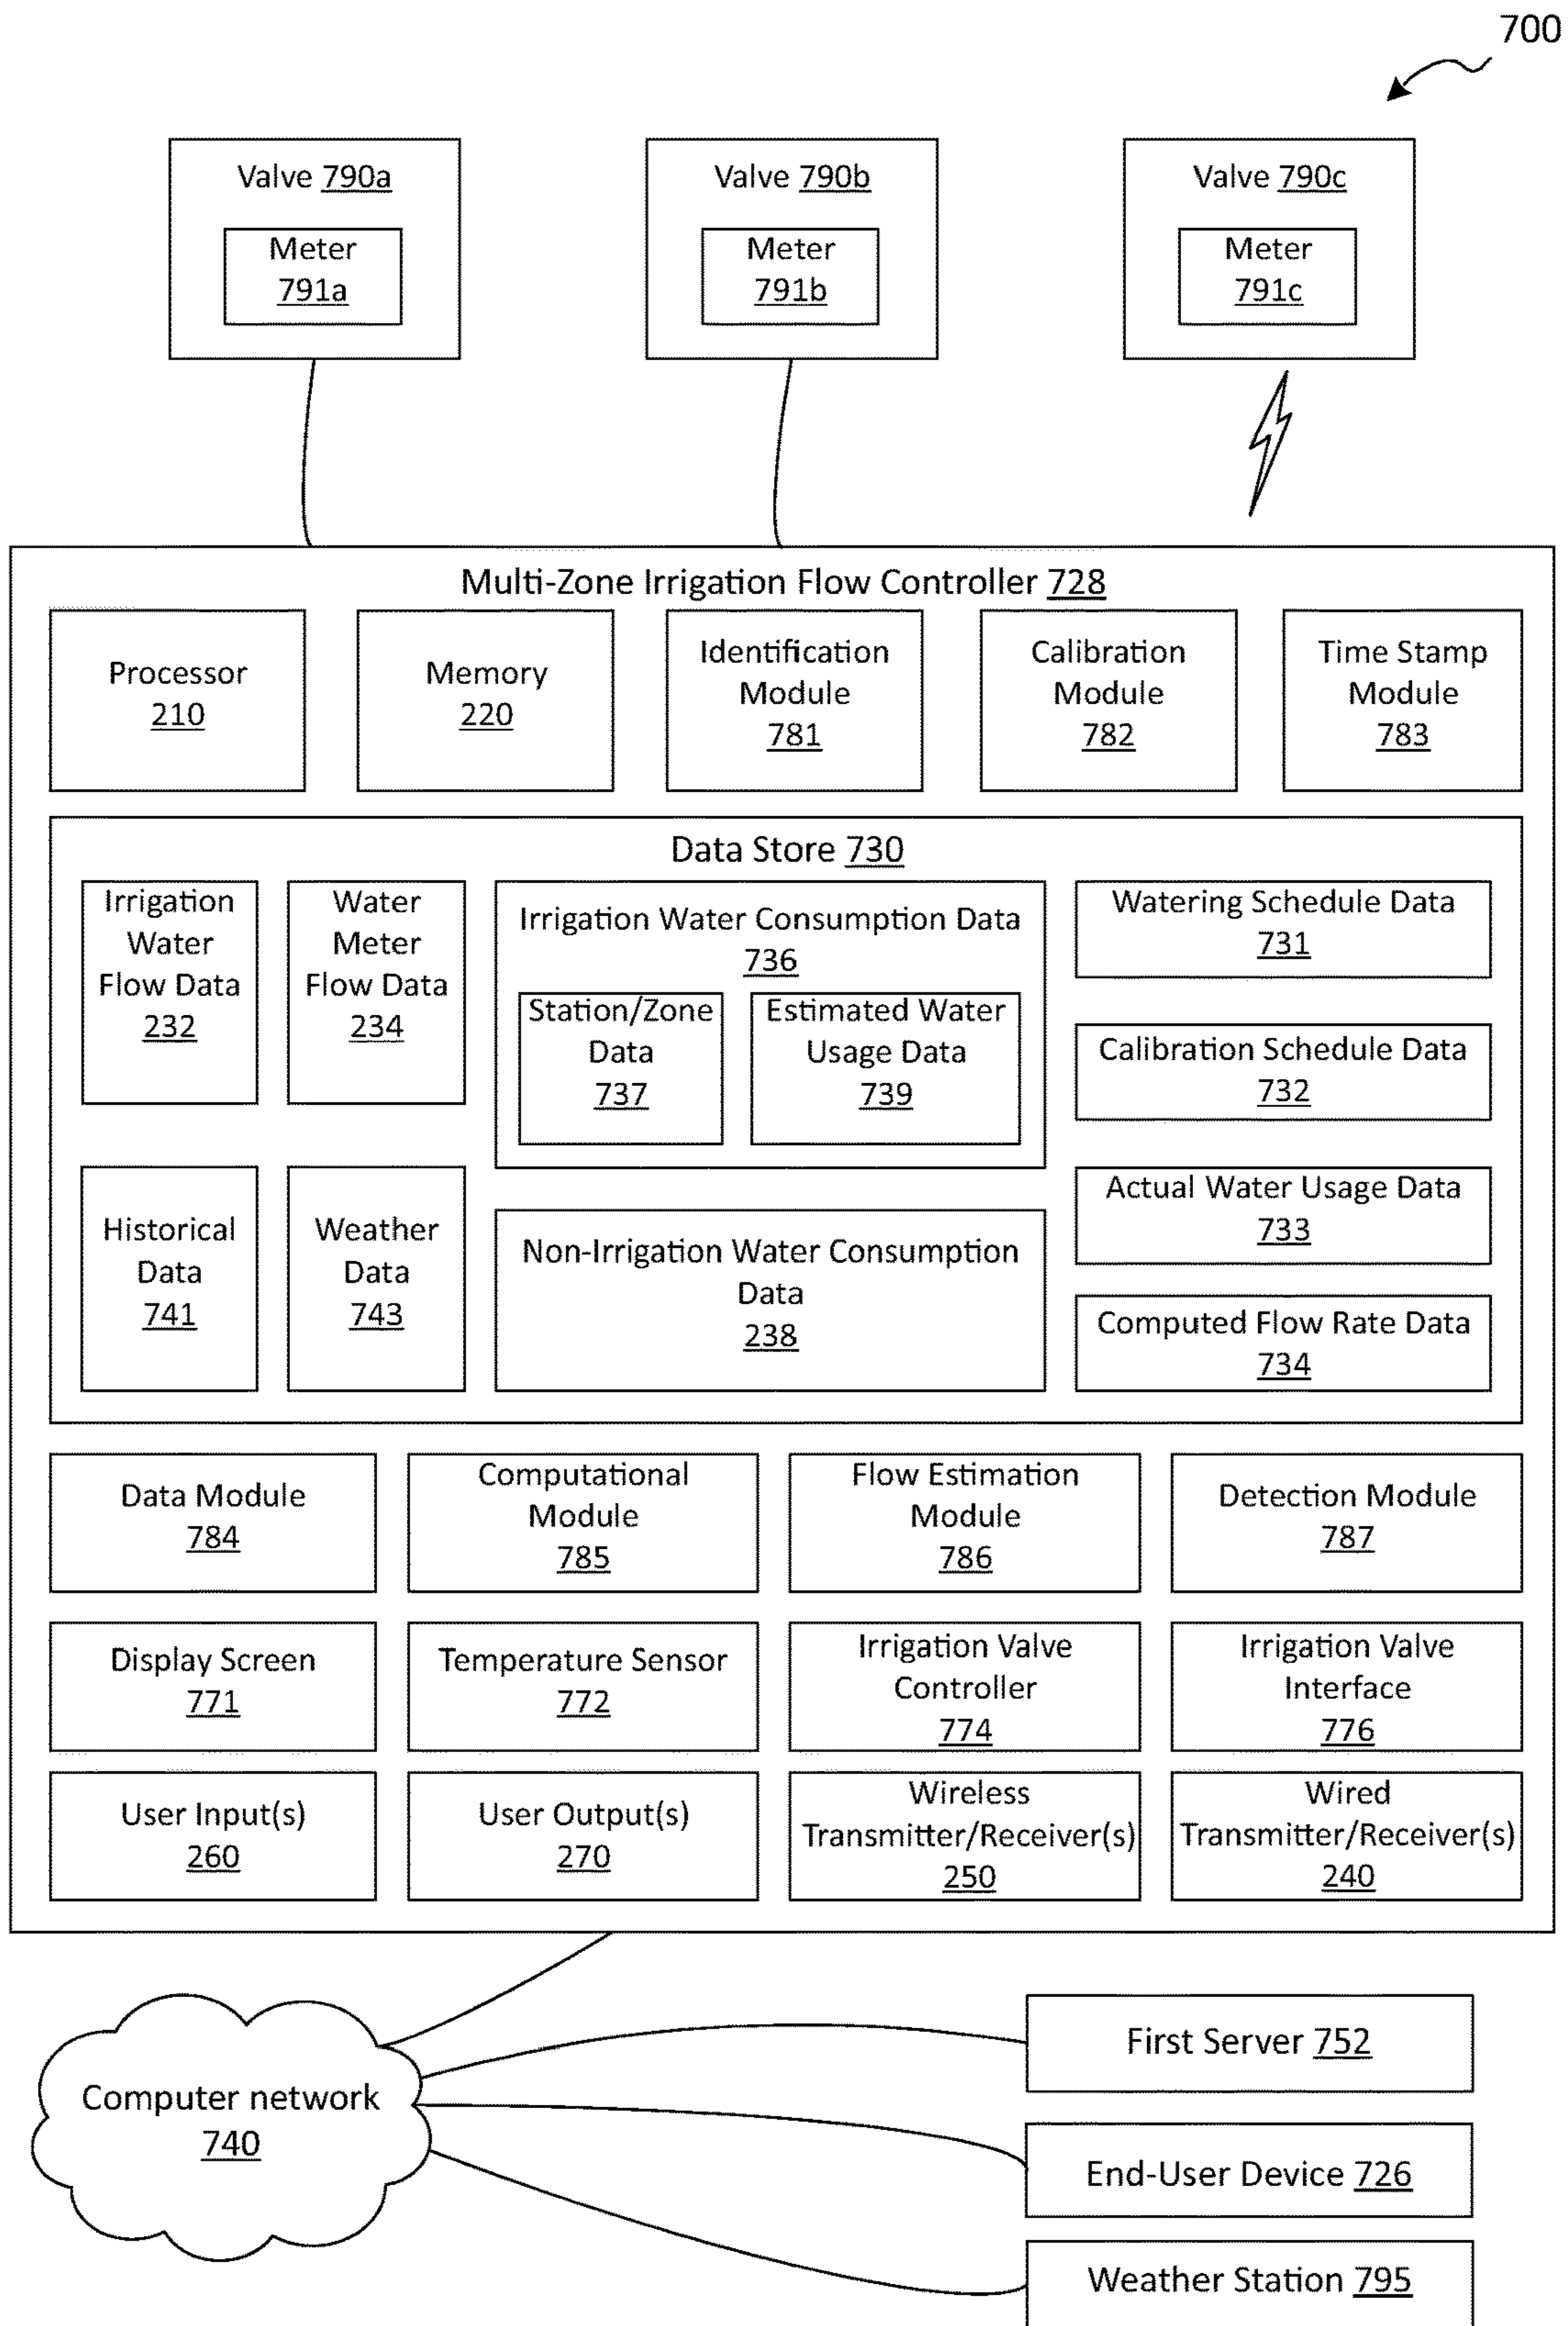 700
Valve 790a
Meter
791a
Valve 790b
Meter
791b
Valve 790c
Meter
791c
Multi-Zone Irrigation Flow Controller 728
Processor
210
Memory
220
Identification
Module
781
Calibration
Module
782
Time Stamp
Module
783
Data Store 730
Irrigation
Water
Flow Data
232
Water
Meter
Flow Data
234
Irrigation Water Consumption Data
736
Station/Zone
Data
737
Estimated Water
Usage Data
739
Watering Schedule Data
731
Calibration Schedule Data
732
Historical
Data
741
Weather
Data
743
Non-Irrigation Water Consumption
Data
238
Actual Water Usage Data
733
Computed Flow Rate Data
734
Data Module
784
Computational
Module
785
Flow Estimation
Module
786
Detection Module
787
Display Screen
771
Temperature Sensor
772
Irrigation Valve
Controller
774
Irrigation Valve
Interface
776
User Input(s)
260
User Output(s)
270
Wireless
Transmitter/Receiver(s)
250
Wired
Transmitter/Receiver(s)
240
Computer network
740
First Server 752
End-User Device 726
Weather Station 795